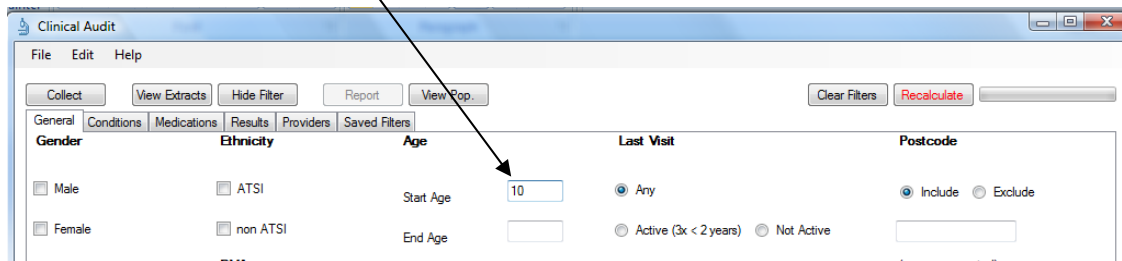 Clinical Audit
File Edit Help
Collect View Extracts Hide Filter Report View Pop. Clear Filters Recalculate
General Conditions Medications Results Providers Saved Filters
Gender Ethnicity Age Last Visit Postcode
Male ATSI Start Age 10 Any Include Exclude
Female non ATSI End Age Active (3x < 2 years) Not Active